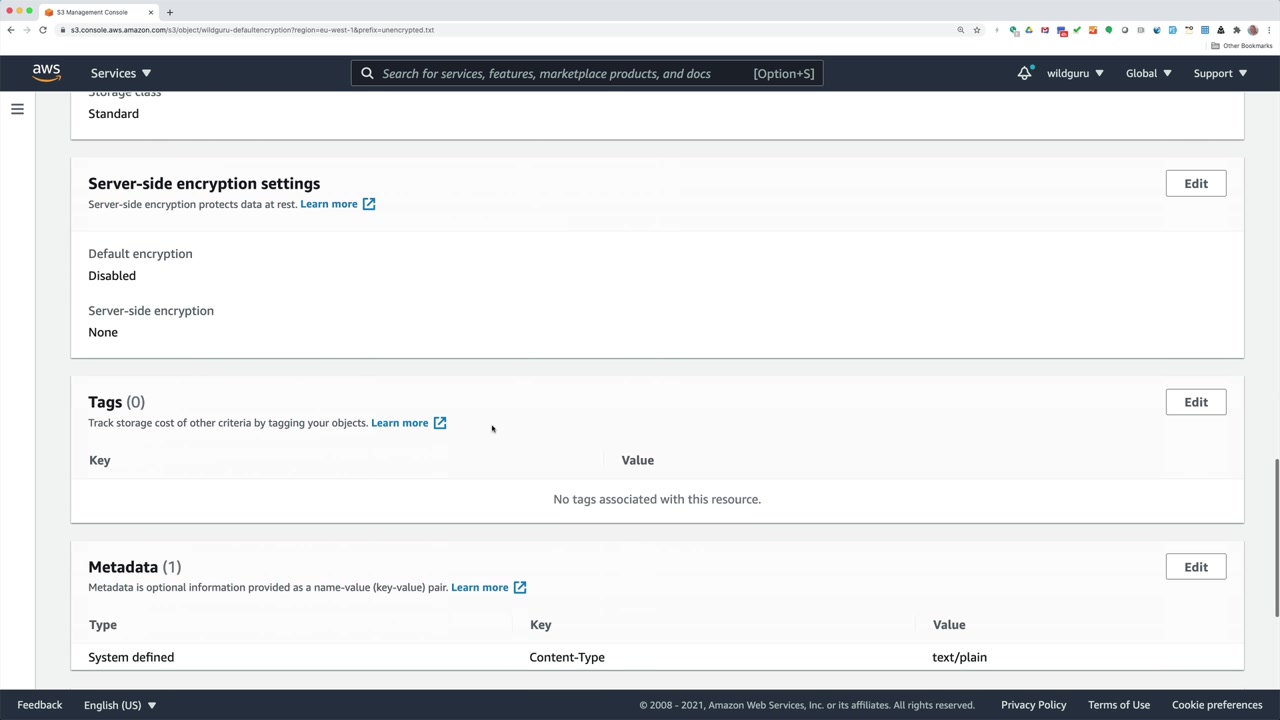 S3 Management Console
s3.console.aws.amazon.com/s3/object/wildguru-defaultencryption?region=eu-west-1&prefix=unencrypted.txt
Other Bookmarks
aws
Services
Search for services, features, marketplace products, and docs [Option+S]
wildguru
Global
Support
Storage class
Standard
Server-side encryption settings
Edit
Server-side encryption protects data at rest. Learn more
Default encryption
Disabled
Server-side encryption
None
Tags (0)
Edit
Track storage cost of other criteria by tagging your objects. Learn more
Key Value
No tags associated with this resource.
Metadata (1)
Edit
Metadata is optional information provided as a name-value (key-value) pair. Learn more
Type Key Value
System defined Content-Type text/plain
Feedback English (US) © 2008 - 2021, Amazon Web Services, Inc. or its affiliates. All rights reserved. Privacy Policy Terms of Use Cookie preferences